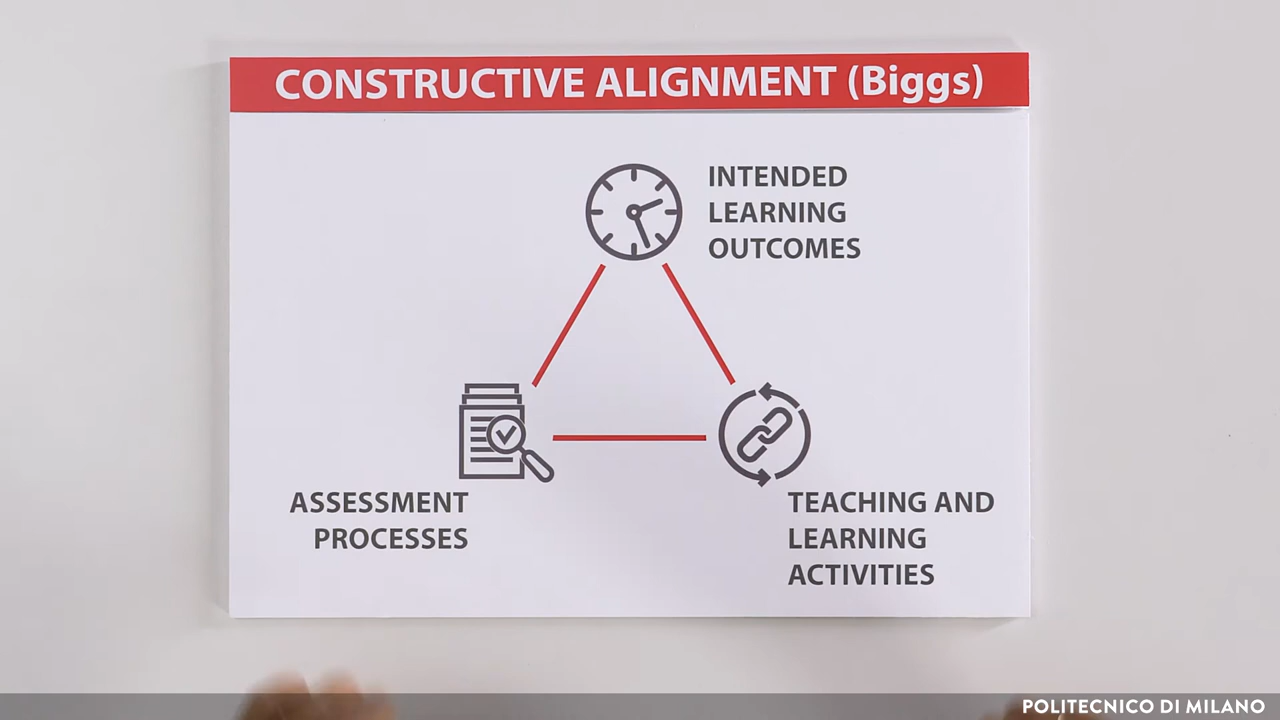 CONSTRUCTIVE ALIGNMENT (Biggs)
INTENDED
LEARNING
OUTCOMES
ASSESSMENT
PROCESSES
TEACHING AND
LEARNING
ACTIVITIES
POLITECNICO DI MILANO